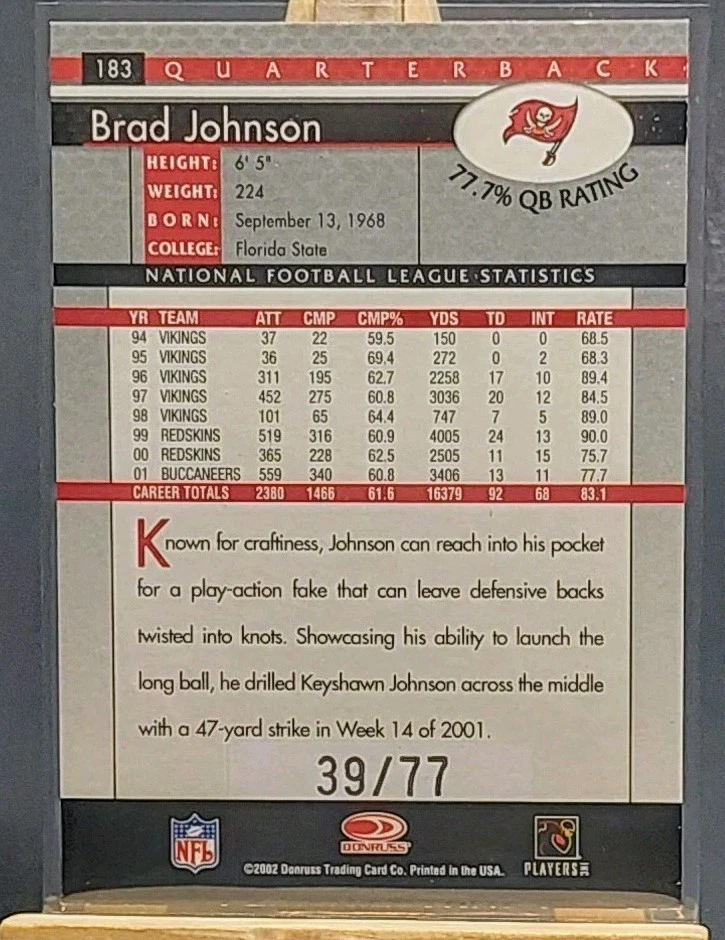 183 QUARTERBACK
Brad Johnson
HEIGHT: 6' 5"
WEIGHT: 224
BORN: September 13, 1968
COLLEGE: Florida State
77.7% QB RATING
NATIONAL FOOTBALL LEAGUE STATISTICS
YR TEAM ATT CMP CMP% YDS TD INT RATE
94 VIKINGS 37 22 59.5 150 0 0 68.5
95 VIKINGS 36 25 69.4 272 0 2 68.3
96 VIKINGS 311 195 62.7 2258 17 10 89.4
97 VIKINGS 452 275 60.8 3036 20 12 84.5
98 VIKINGS 101 65 64.4 747 7 5 89.0
99 REDSKINS 519 316 60.9 4005 24 13 90.0
00 REDSKINS 365 228 62.5 2505 11 15 75.7
01 BUCCANEERS 559 340 60.8 3406 13 11 77.7
CAREER TOTALS 2380 1466 61.6 16379 92 68 83.1
Known for craftiness, Johnson can reach into his pocket
for a play-action fake that can leave defensive backs
twisted into knots. Showcasing his ability to launch the
long ball, he drilled Keyshawn Johnson across the middle
with a 47-yard strike in Week 14 of 2001.
39/77
NFL
DONRUSS
PLAYERS INC
©2002 Donruss Trading Card Co. Printed in the USA.